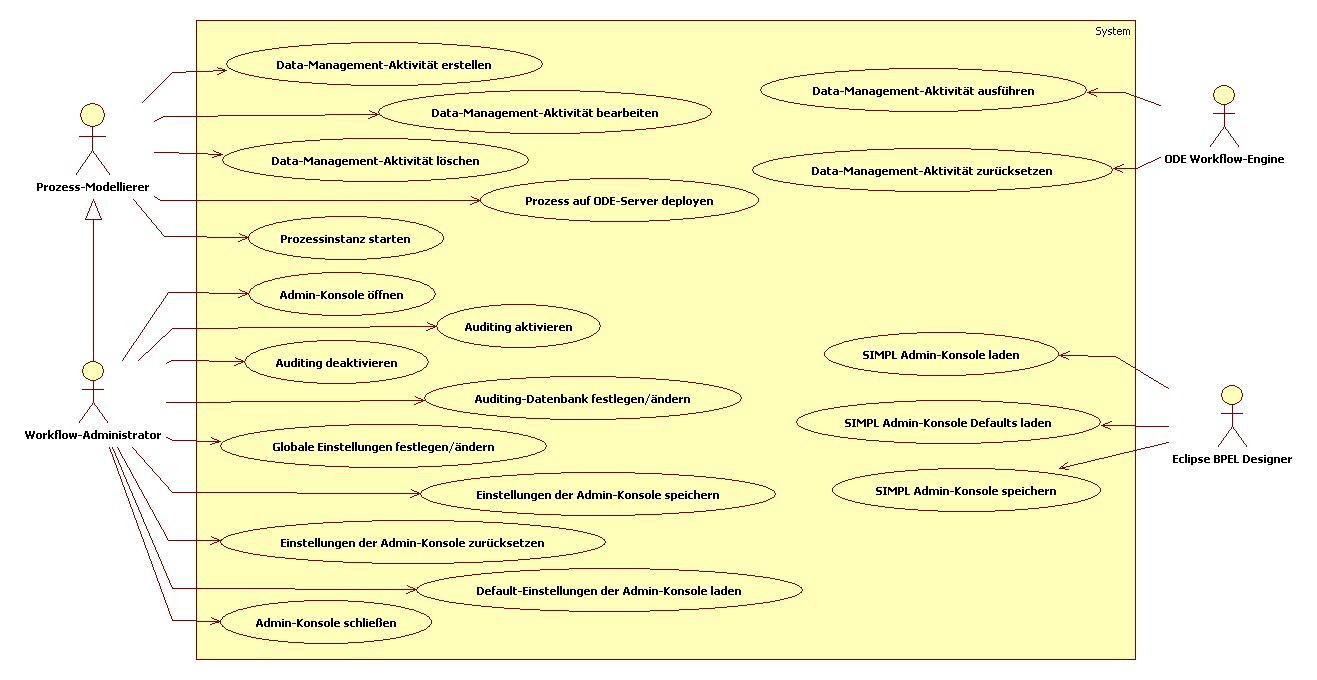 System
Data-Management-Aktivität erstellen
Data-Management-Aktivität ausführen
Data-Management-Aktivität bearbeiten
Data-Management-Aktivität löschen
ODE Workflow-Engine
Data-Management-Aktivität zurücksetzen
Prozess-Modellierer
Prozess auf ODE-Server deployen
Prozessinstanz starten
Admin-Konsole öffnen
Auditing aktivieren
SIMPL Admin-Konsole laden
Auditing deaktivieren
Auditing-Datenbank festlegen/ändern
SIMPL Admin-Konsole Defaults laden
Workflow-Administrator
Globale Einstellungen festlegen/ändern
Eclipse BPEL Designer
SIMPL Admin-Konsole speichern
Einstellungen der Admin-Konsole speichern
Einstellungen der Admin-Konsole zurücksetzen
Default-Einstellungen der Admin-Konsole laden
Admin-Konsole schließen